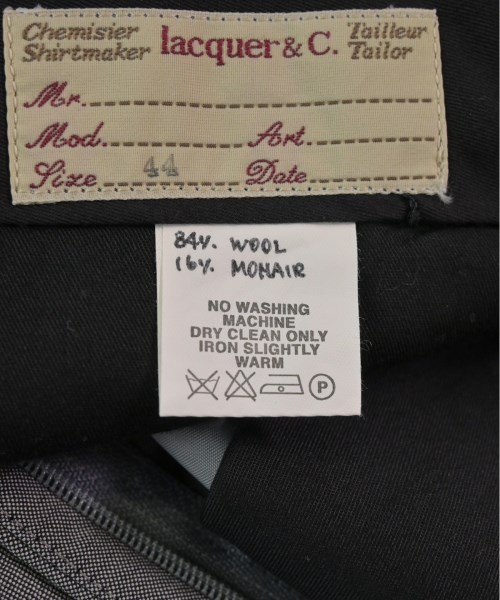 Chemisier
Shirtmaker
lacquer & C.
Tailleur
Tailor
Mr.
Mod. Art.
Size 44 Date
84%. WOOL
16%. MOHAIR
NO WASHING
MACHINE
DRY CLEAN ONLY
IRON SLIGHTLY
WARM
P